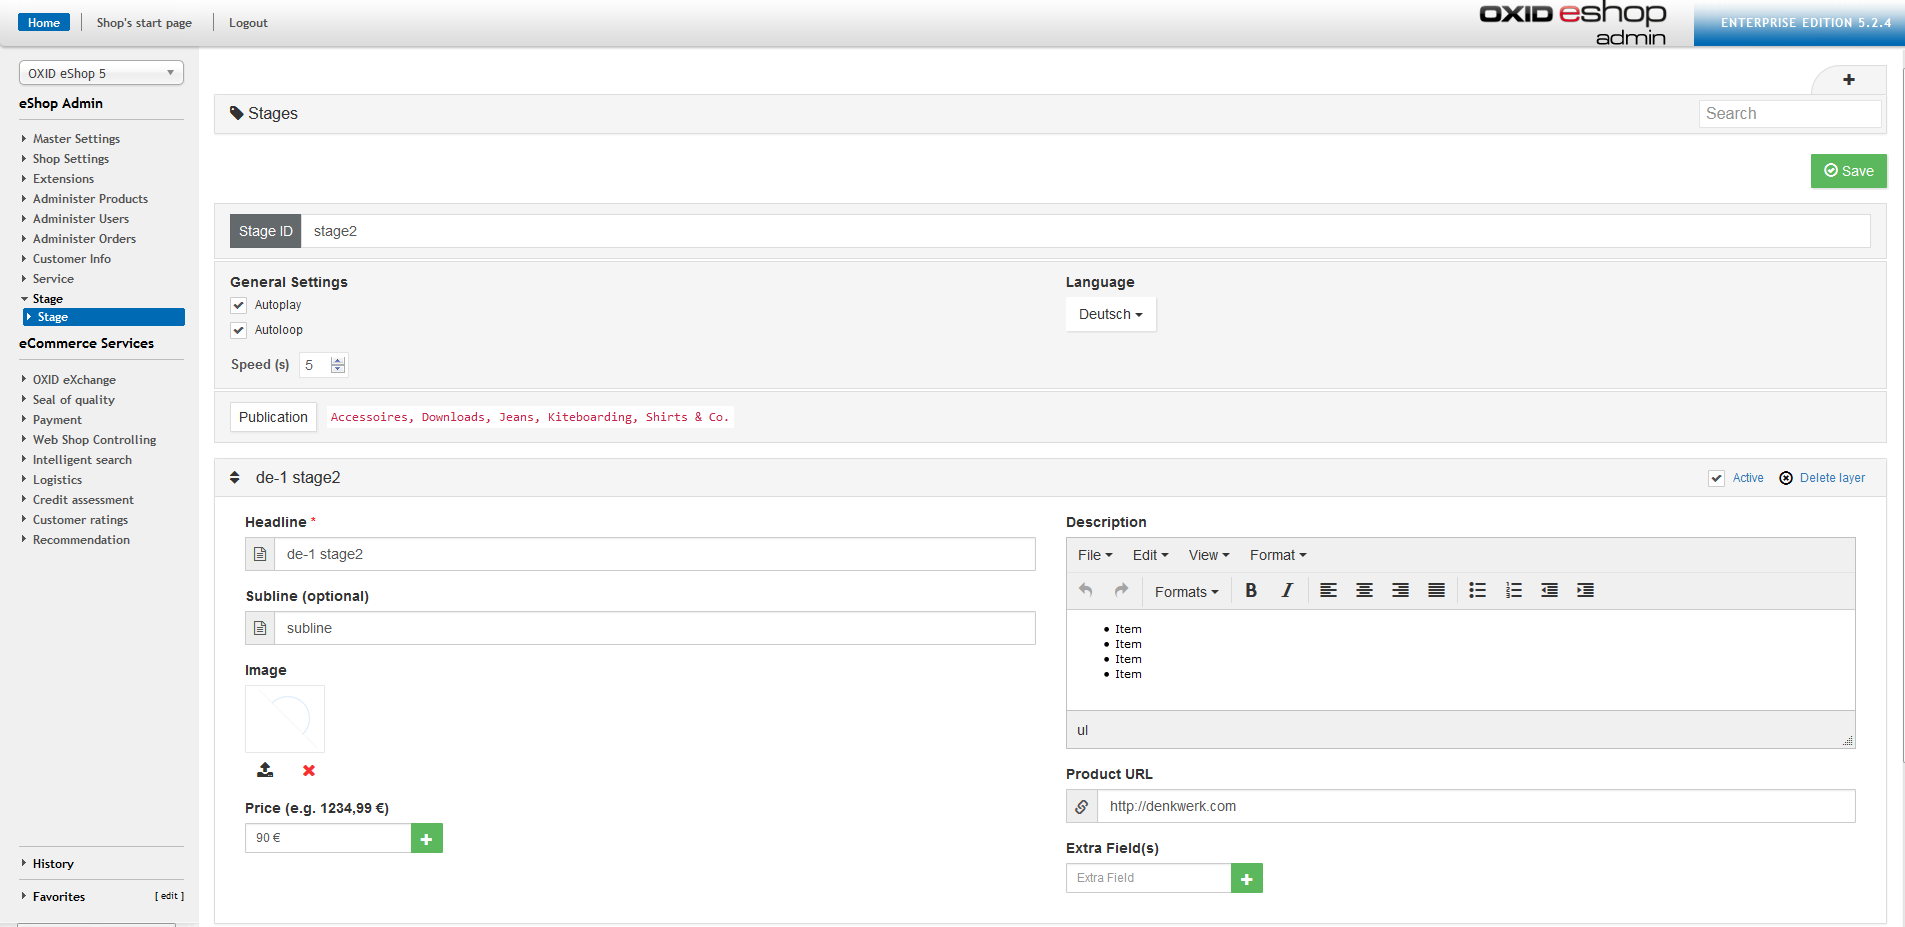 Home
Shop's start page
Logout
OXID eshop
admin
ENTERPRISE EDITION 5.2.4
OXID eShop 5
eShop Admin
Master Settings
Shop Settings
Extensions
Administer Products
Administer Users
Administer Orders
Customer Info
Service
Stage
Stage
eCommerce Services
OXID eXchange
Seal of quality
Payment
Web Shop Controlling
Intelligent search
Logistics
Credit assessment
Customer ratings
Recommendation
History
Favorites
[ edit ]
Stages
Search
Save
Stage ID
stage2
General Settings
Autoplay
Autoloop
Speed (s)
5
Language
Deutsch
Publication
Accessoires, Downloads, Jeans, Kiteboarding, Shirts & Co.
de-1 stage2
Active
Delete layer
Headline *
de-1 stage2
Subline (optional)
subline
Image
Price (e.g. 1234,99 €)
90 €
Description
File
Edit
View
Format
Formats
B
I
Item
Item
Item
Item
ul
Product URL
http://denkwerk.com
Extra Field(s)
Extra Field